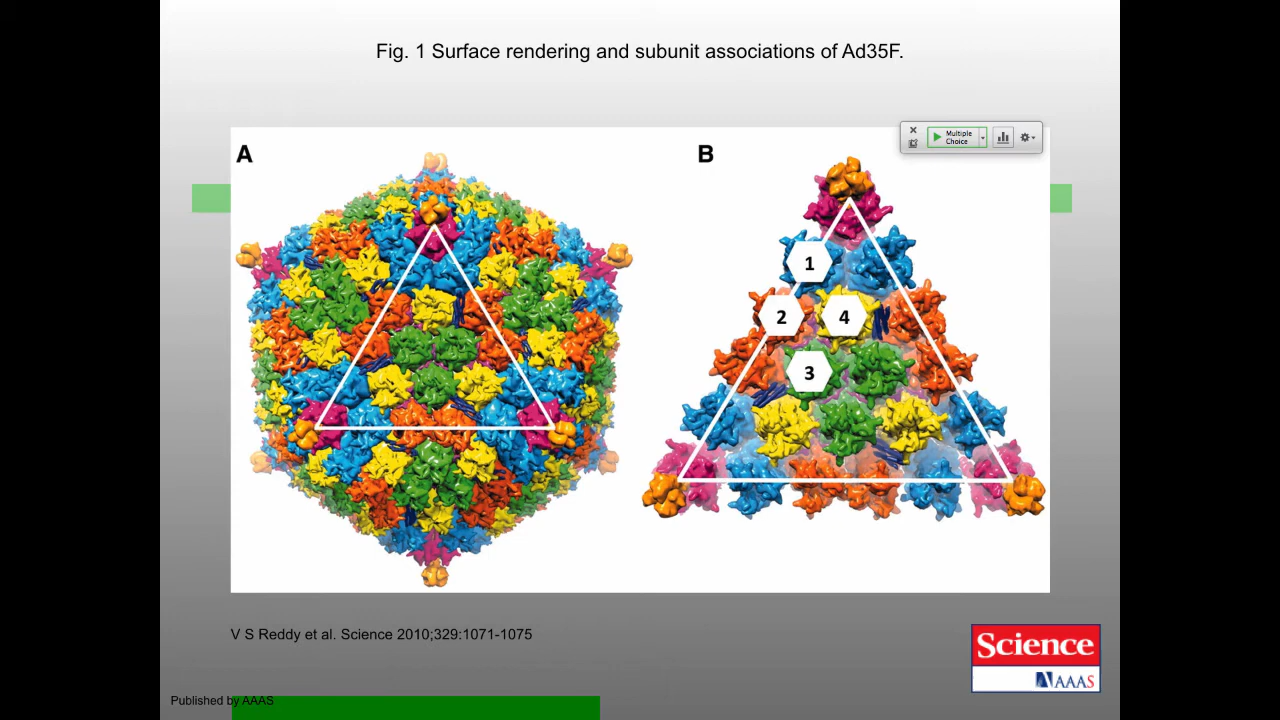 Fig. 1 Surface rendering and subunit associations of Ad35F.
A
B
Multiple
Choice
1
2
4
3
V S Reddy et al. Science 2010;329:1071-1075
Science
AAAS
Published by AAAS